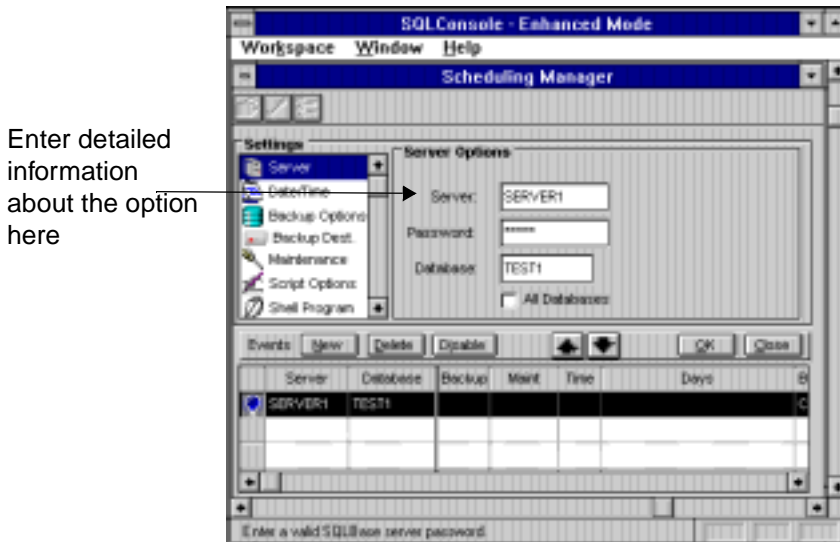 SQLConsole - Enhanced Mode
Workspace Window Help
Scheduling Manager
Enter detailed
information
about the option
here
Settings
Server
Date/Time
Backup Options
Backup Dest.
Maintenance
Script Options
Shell Program
Server Options
Server: SERVER1
Password: *****
Database: TEST1
All Databases
Events New Delete Disable OK Close
Server Database Backup Maint Time Days B
SERVER1 TEST1 C
Enter a valid SQLBase server password.